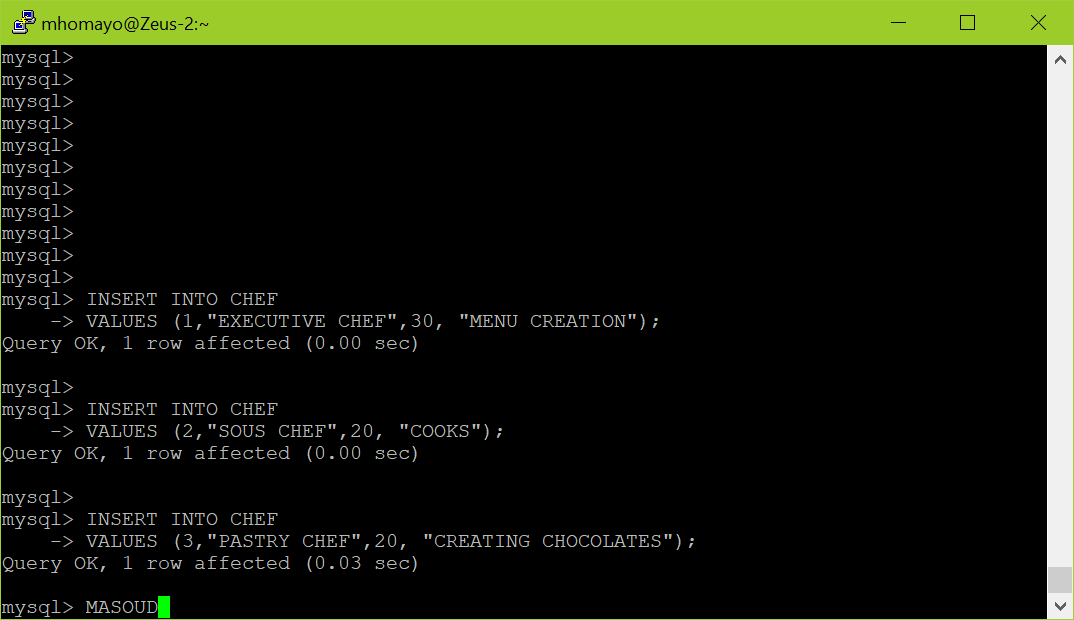 mhomayo@Zeus-2:~
mysql>
mysql>
mysql>
mysql>
mysql>
mysql>
mysql>
mysql>
mysql>
mysql>
mysql>
mysql> INSERT INTO CHEF
    -> VALUES (1,"EXECUTIVE CHEF",30, "MENU CREATION");
Query OK, 1 row affected (0.00 sec)

mysql>
mysql> INSERT INTO CHEF
    -> VALUES (2,"SOUS CHEF",20, "COOKS");
Query OK, 1 row affected (0.00 sec)

mysql>
mysql> INSERT INTO CHEF
    -> VALUES (3,"PASTRY CHEF",20, "CREATING CHOCOLATES");
Query OK, 1 row affected (0.03 sec)

mysql> MASOUD